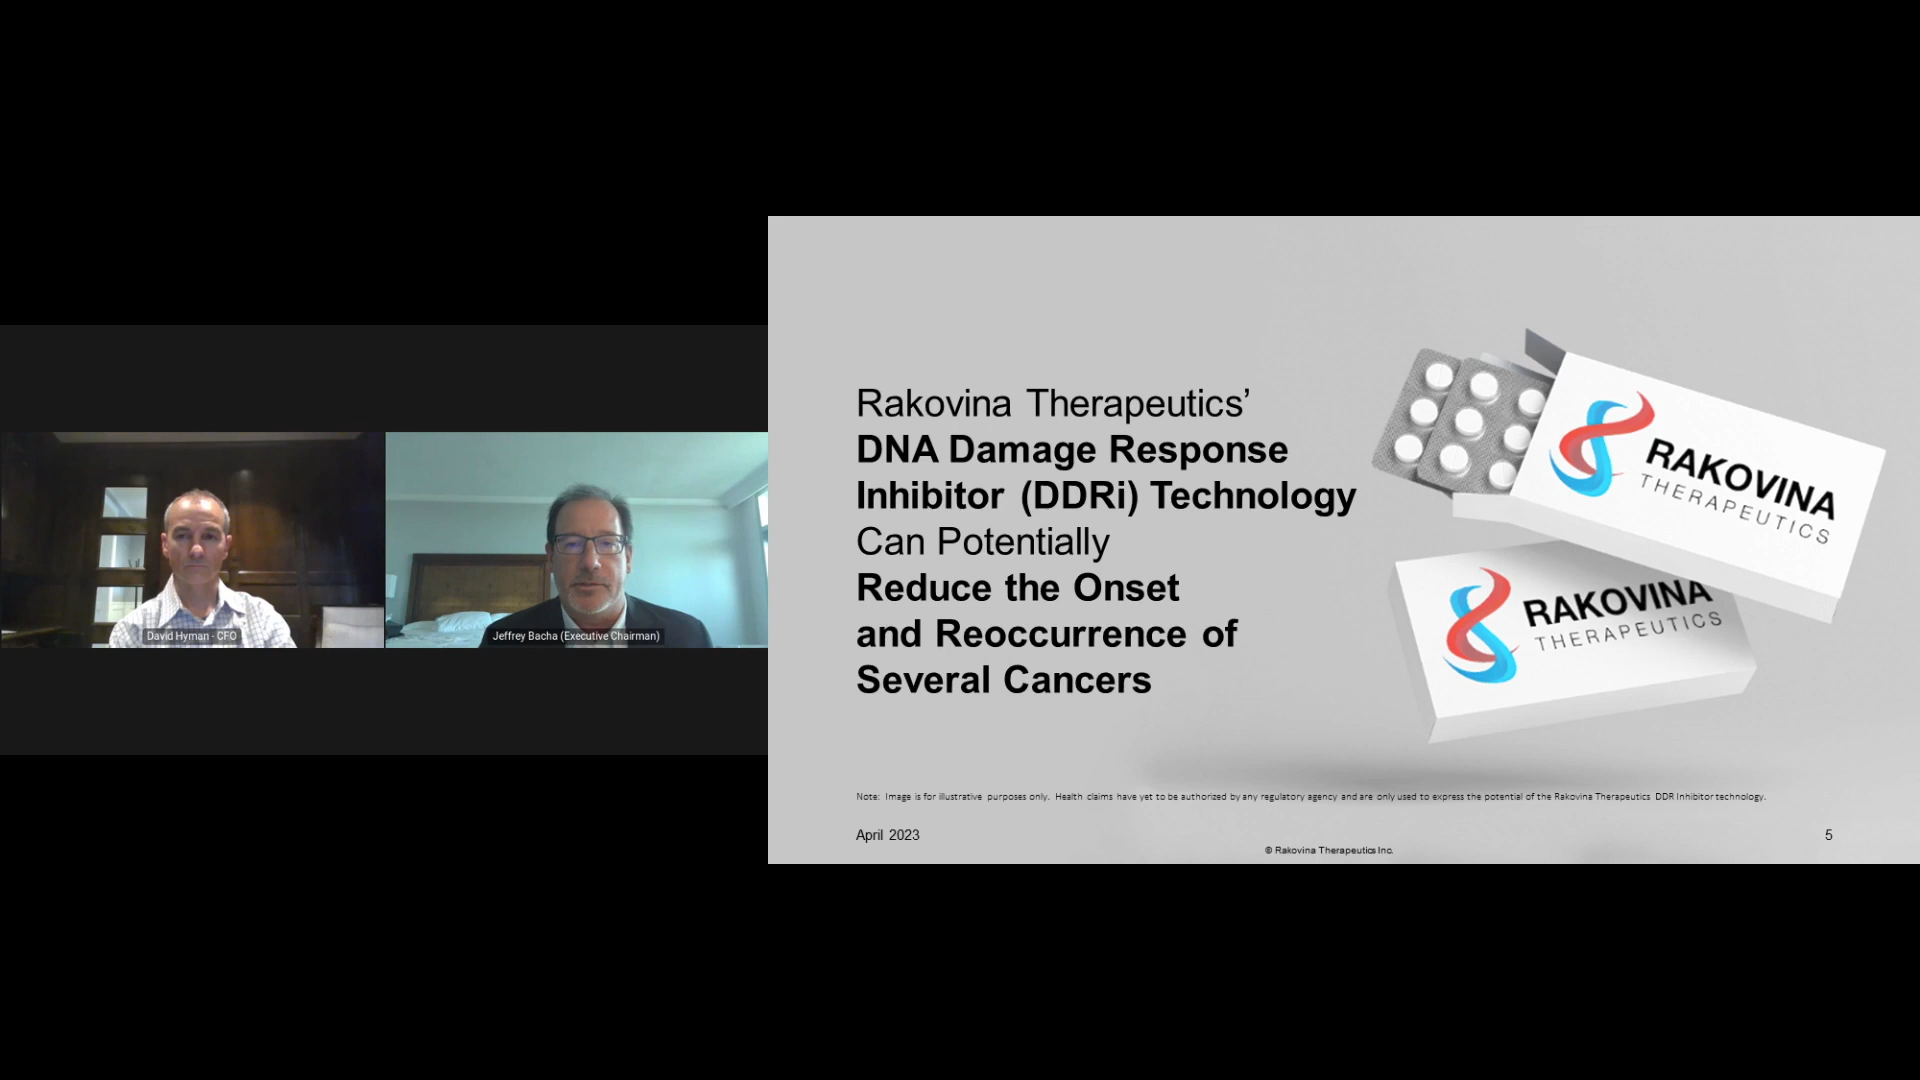 David Hyman - CFO
Jeffrey Bacha (Executive Chairman)
Rakovina Therapeutics’
DNA Damage Response
Inhibitor (DDRi) Technology
Can Potentially
Reduce the Onset
and Reoccurrence of
Several Cancers
RAKOVINA
THERAPEUTICS
RAKOVINA
THERAPEUTICS
Note: Image is for illustrative purposes only. Health claims have yet to be authorized by any regulatory agency and are only used to express the potential of the Rakovina Therapeutics DDR Inhibitor technology.
April 2023
5
© Rakovina Therapeutics Inc.